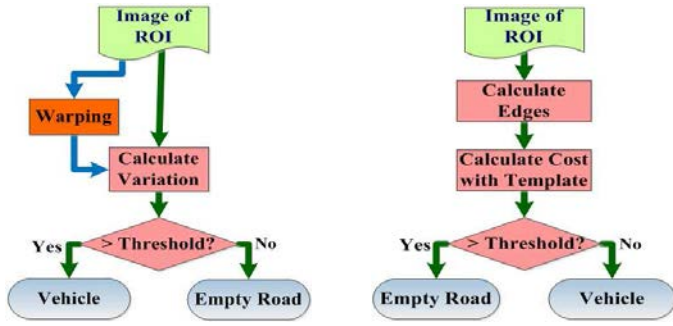 Image of
ROI
Warping
Calculate
Variation
> Threshold?
Yes
No
Vehicle
Empty Road
Image of
ROI
Calculate
Edges
Calculate Cost
with Template
> Threshold?
Yes
No
Empty Road
Vehicle